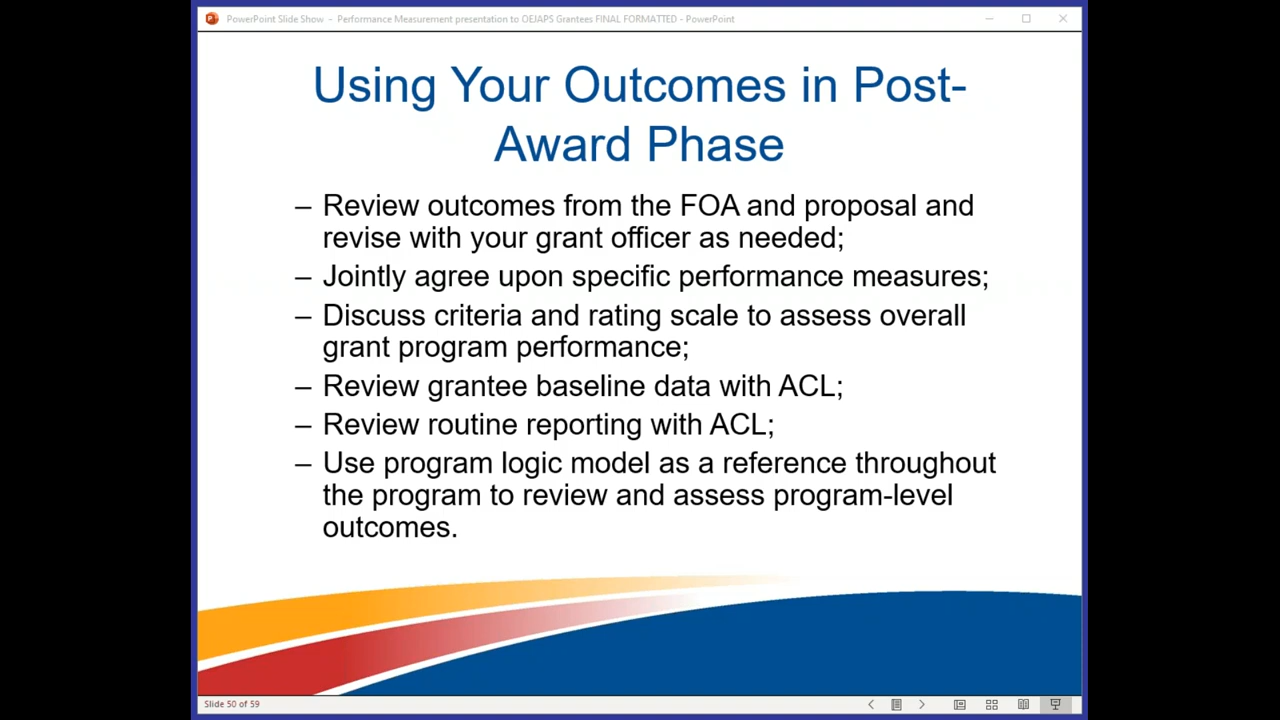 PowerPoint Slide Show - Performance Measurement presentation to OEJAPS Grantees FINAL FORMATTED - PowerPoint
Using Your Outcomes in Post-
Award Phase
– Review outcomes from the FOA and proposal and
revise with your grant officer as needed;
– Jointly agree upon specific performance measures;
– Discuss criteria and rating scale to assess overall
grant program performance;
– Review grantee baseline data with ACL;
– Review routine reporting with ACL;
– Use program logic model as a reference throughout
the program to review and assess program-level
outcomes.
Slide 50 of 59